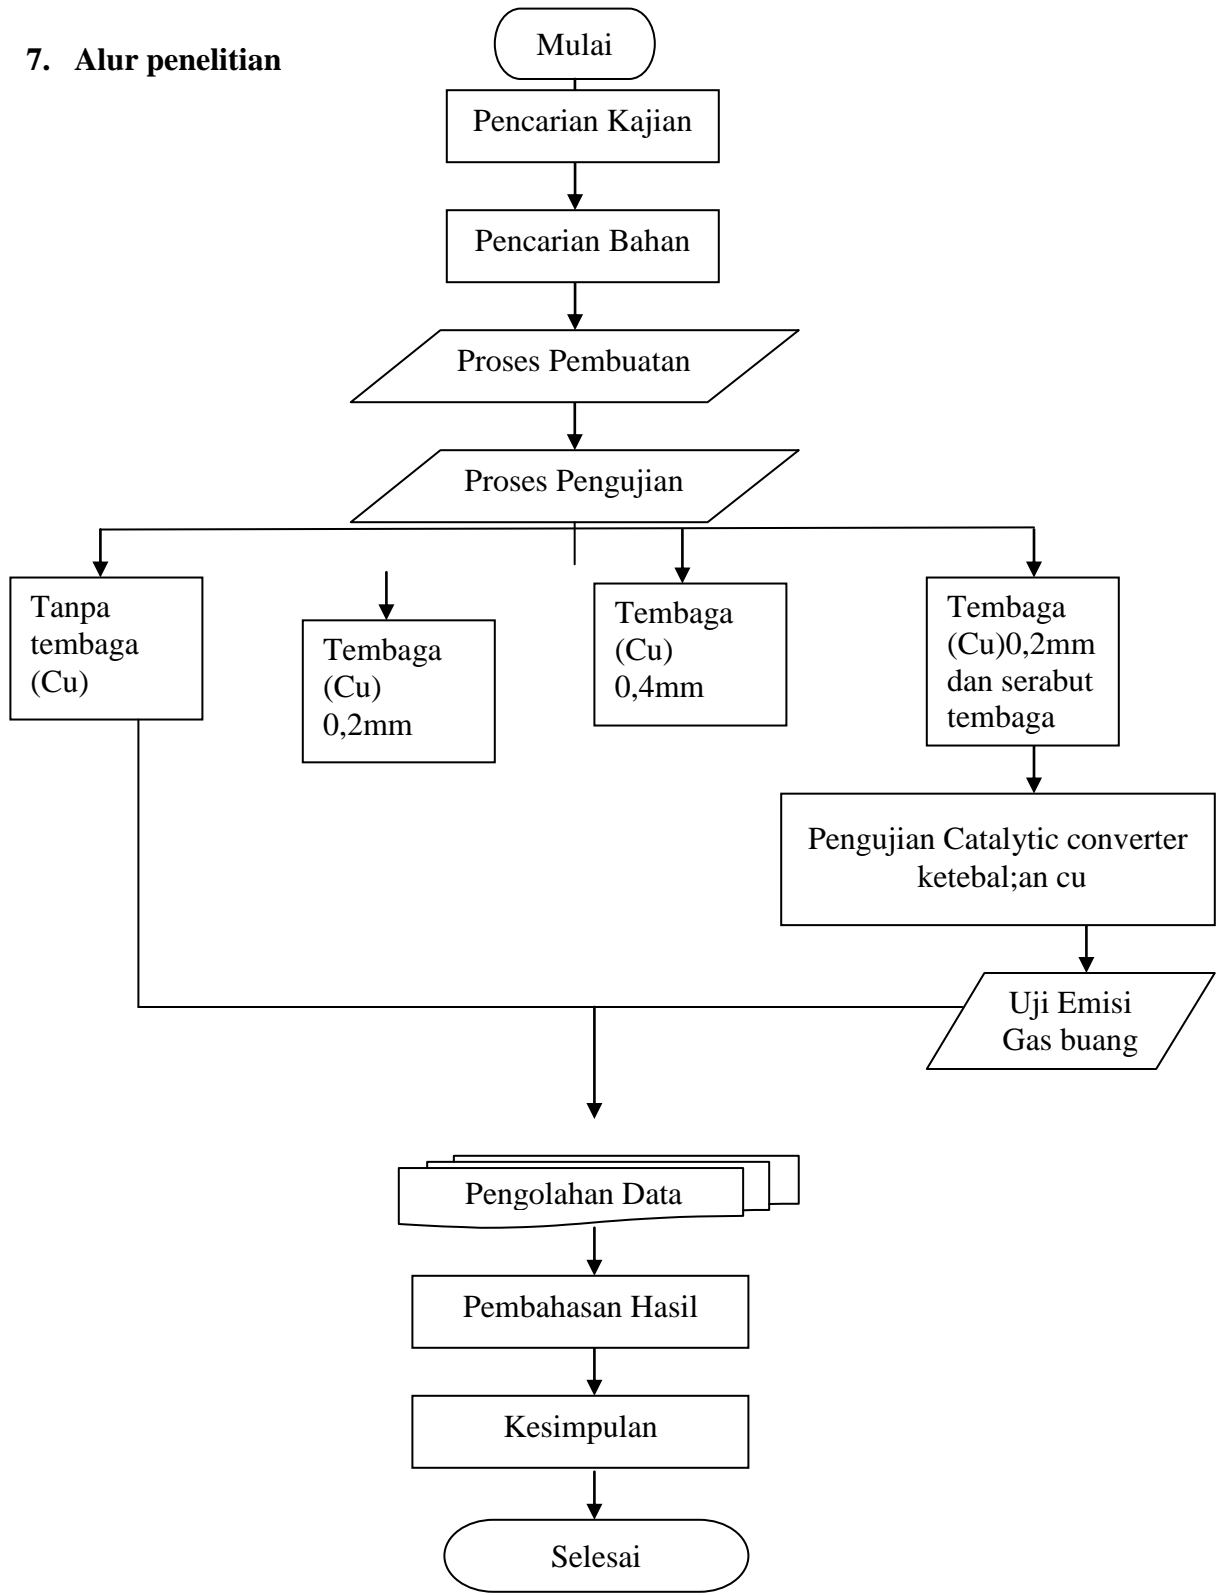 7. Alur penelitian
Mulai
Pencarian Kajian
Pencarian Bahan
Proses Pembuatan
Proses Pengujian
Tanpa
tembaga
(Cu)
Tembaga
(Cu)
0,2mm
Tembaga
(Cu)
0,4mm
Tembaga
(Cu)0,2mm
dan serabut
tembaga
Pengujian Catalytic converter
ketebal;an cu
Uji Emisi
Gas buang
Pengolahan Data
Pembahasan Hasil
Kesimpulan
Selesai